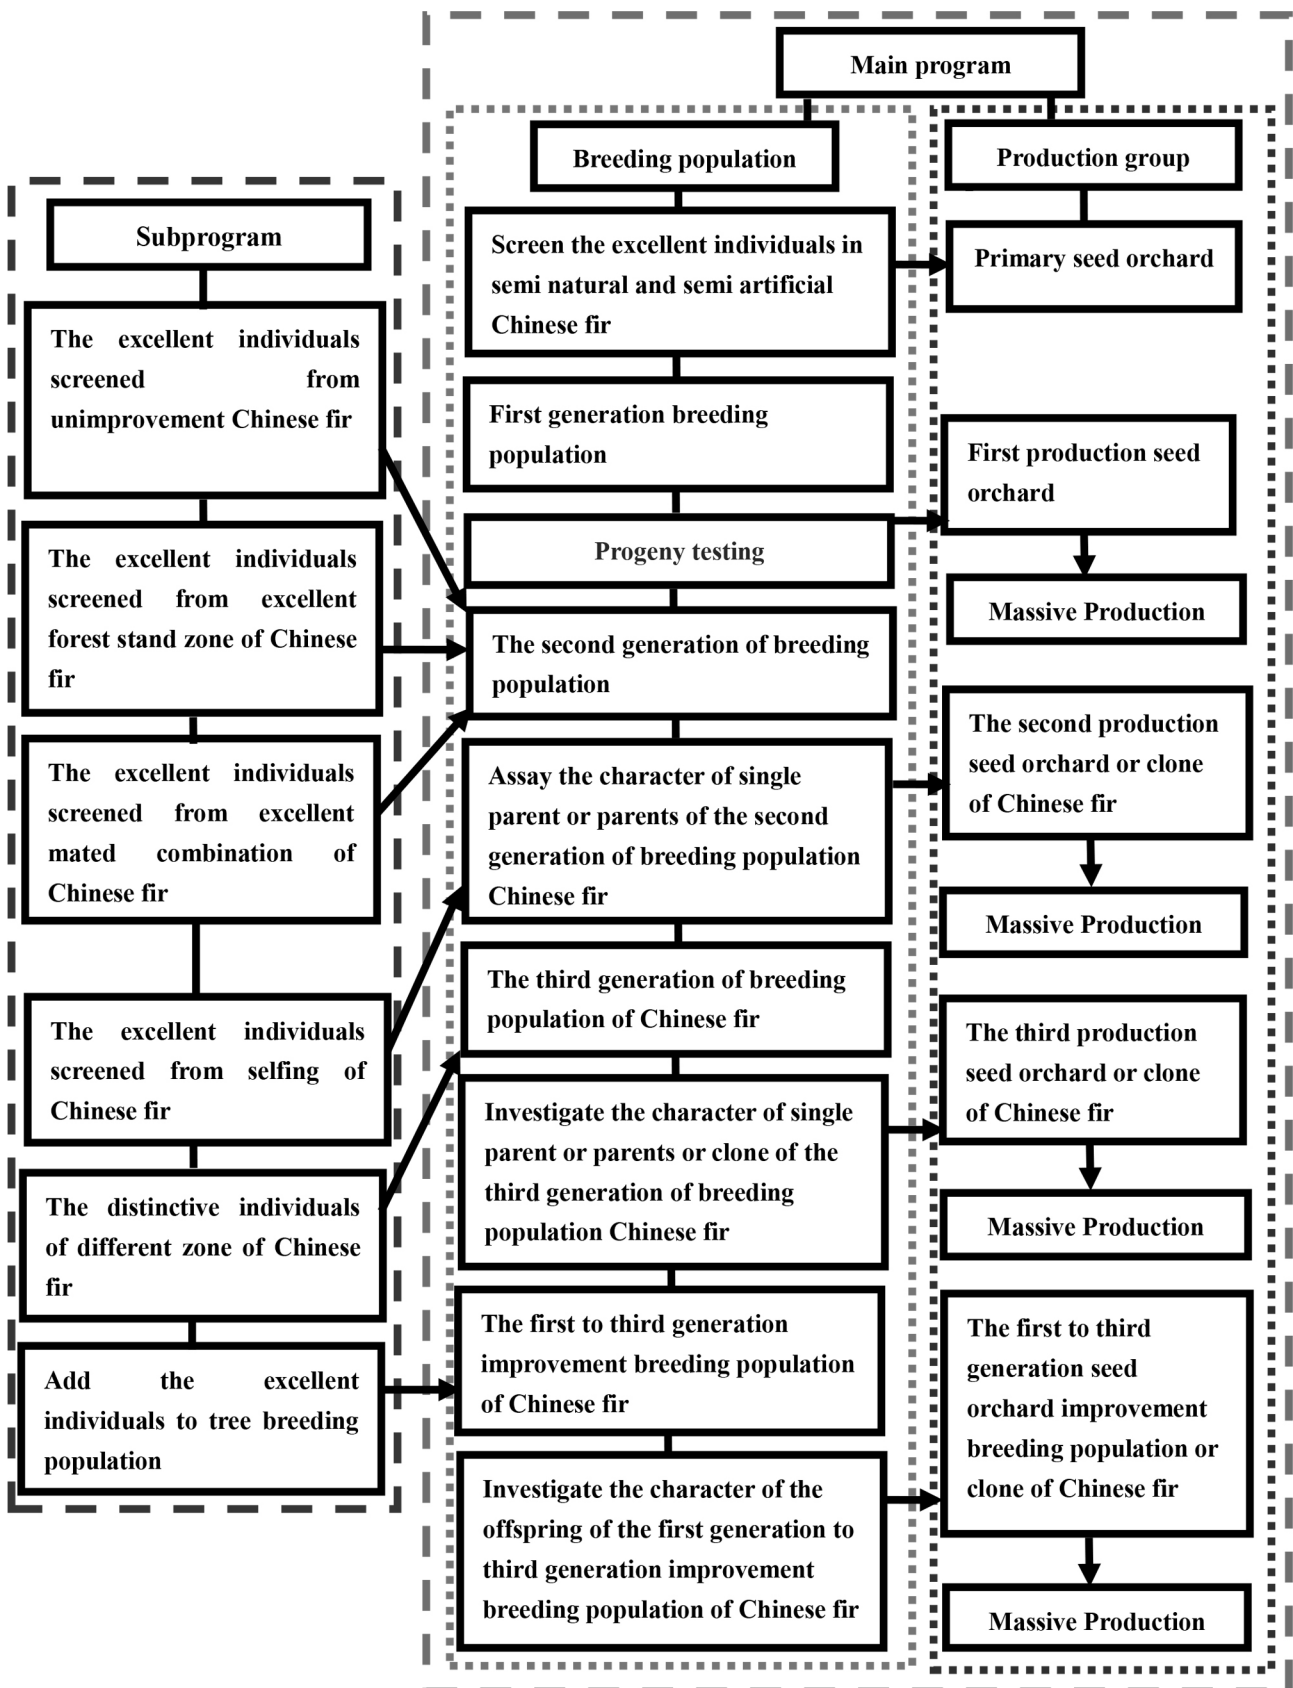 Main program
Subprogram
The excellent individuals
screened from
unimprovement Chinese fir
The excellent individuals
screened from excellent
forest stand zone of Chinese
fir
The excellent individuals
screened from excellent
mated combination of
Chinese fir
The excellent individuals
screened from selfing of
Chinese fir
The distinctive individuals
of different zone of Chinese
fir
Add the excellent
individuals to tree breeding
population
Breeding population
Screen the excellent individuals in
semi natural and semi artificial
Chinese fir
First generation breeding
population
Progeny testing
The second generation of breeding
population
Assay the character of single
parent or parents of the second
generation of breeding population
Chinese fir
The third generation of breeding
population of Chinese fir
Investigate the character of single
parent or parents or clone of the
third generation of breeding
population Chinese fir
The first to third generation
improvement breeding population
of Chinese fir
Investigate the character of the
offspring of the first generation to
third generation improvement
breeding population of Chinese fir
Production group
Primary seed orchard
First production seed
orchard
Massive Production
The second production
seed orchard or clone
of Chinese fir
Massive Production
The third production
seed orchard or clone
of Chinese fir
Massive Production
The first to third
generation seed
orchard improvement
breeding population or
clone of Chinese fir
Massive Production